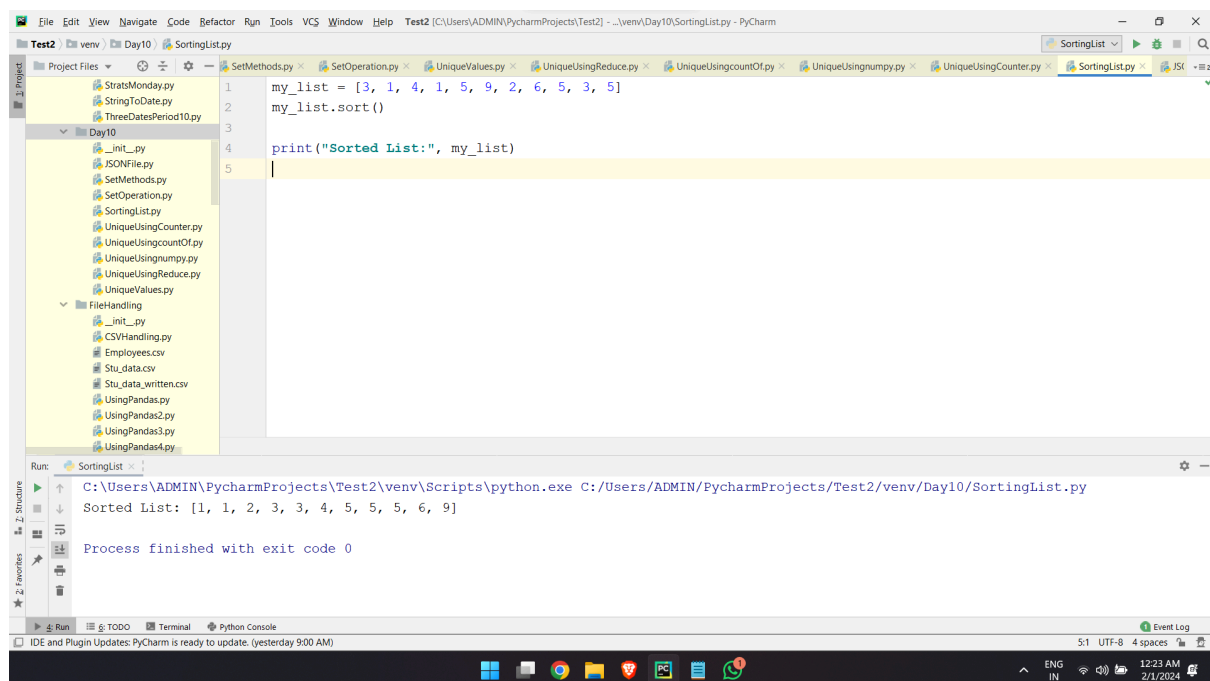 File Edit View Navigate Code Refactor Run Tools VCS Window Help Test2 [C:\Users\ADMIN\PycharmProjects\Test2] - ...\venv\Day10\SortingList.py - PyCharm
Test2 venv Day10 SortingList.py SortingList
Project Files SetMethods.py SetOperation.py UniqueValues.py UniqueUsingReduce.py UniqueUsingcountOf.py UniqueUsingnumpy.py UniqueUsingCounter.py SortingList.py JS
1: Project
StratsMonday.py
StringToDate.py
ThreeDatesPeriod10.py
Day10
__init__.py
JSONFile.py
SetMethods.py
SetOperation.py
SortingList.py
UniqueUsingCounter.py
UniqueUsingcountOf.py
UniqueUsingnumpy.py
UniqueUsingReduce.py
UniqueValues.py
FileHandling
__init__.py
CSVHandling.py
Employees.csv
Stu_data.csv
Stu_data_written.csv
UsingPandas.py
UsingPandas2.py
UsingPandas3.py
UsingPandas4.py
1 my_list = [3, 1, 4, 1, 5, 9, 2, 6, 5, 3, 5]
2 my_list.sort()
3
4 print("Sorted List:", my_list)
5
Run: SortingList
C:\Users\ADMIN\PycharmProjects\Test2\venv\Scripts\python.exe C:/Users/ADMIN/PycharmProjects/Test2/venv/Day10/SortingList.py
Sorted List: [1, 1, 2, 3, 3, 4, 5, 5, 5, 6, 9]
Process finished with exit code 0
Z: Structure
2: Favorites
4: Run 6: TODO Terminal Python Console 1 Event Log
IDE and Plugin Updates: PyCharm is ready to update. (yesterday 9:00 AM) 5:1 UTF-8 4 spaces
PC
ENG
IN
12:23 AM
2/1/2024